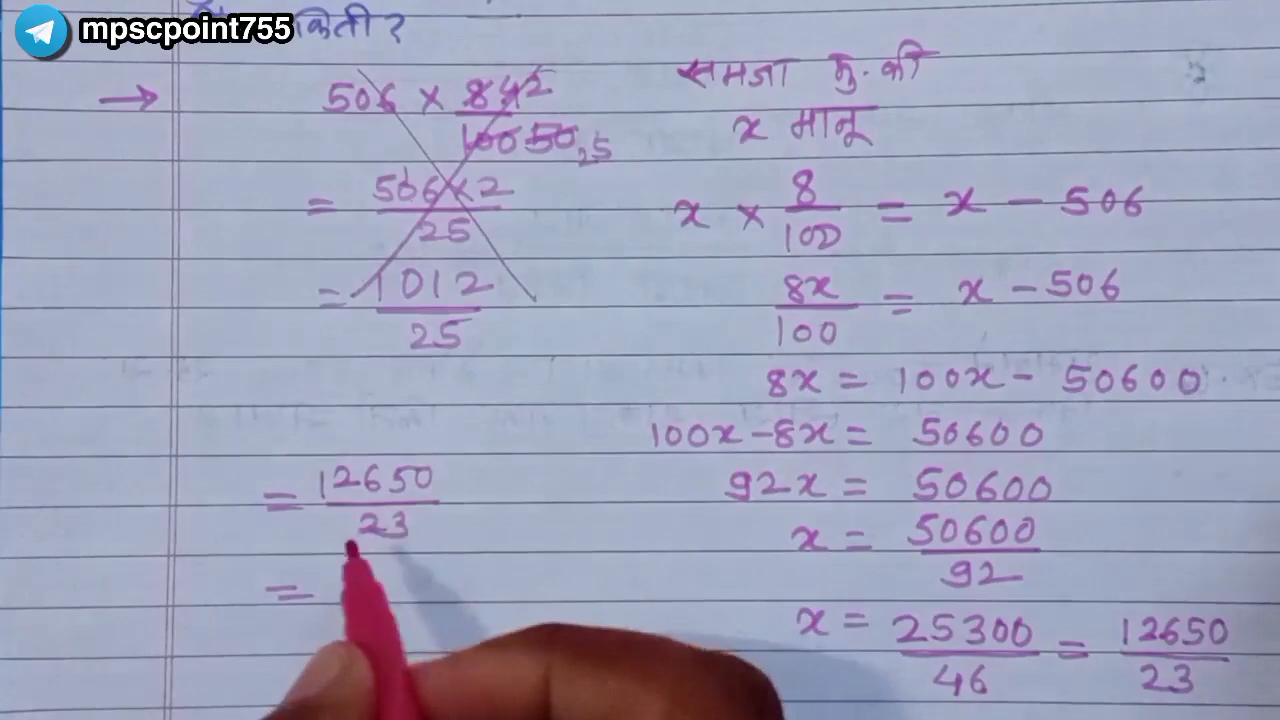 mpscpoint755
किती?
→ 506 × 842 / 100 50 25
= 506×2 / 25
= 1012 / 25
= 12650 / 23
=
समजा मु. की
x मानू
x × 8/100 = x - 506
8x/100 = x - 506
8x = 100x - 50600
100x - 8x = 50600
92x = 50600
x = 50600/92
x = 25300/46 = 12650/23